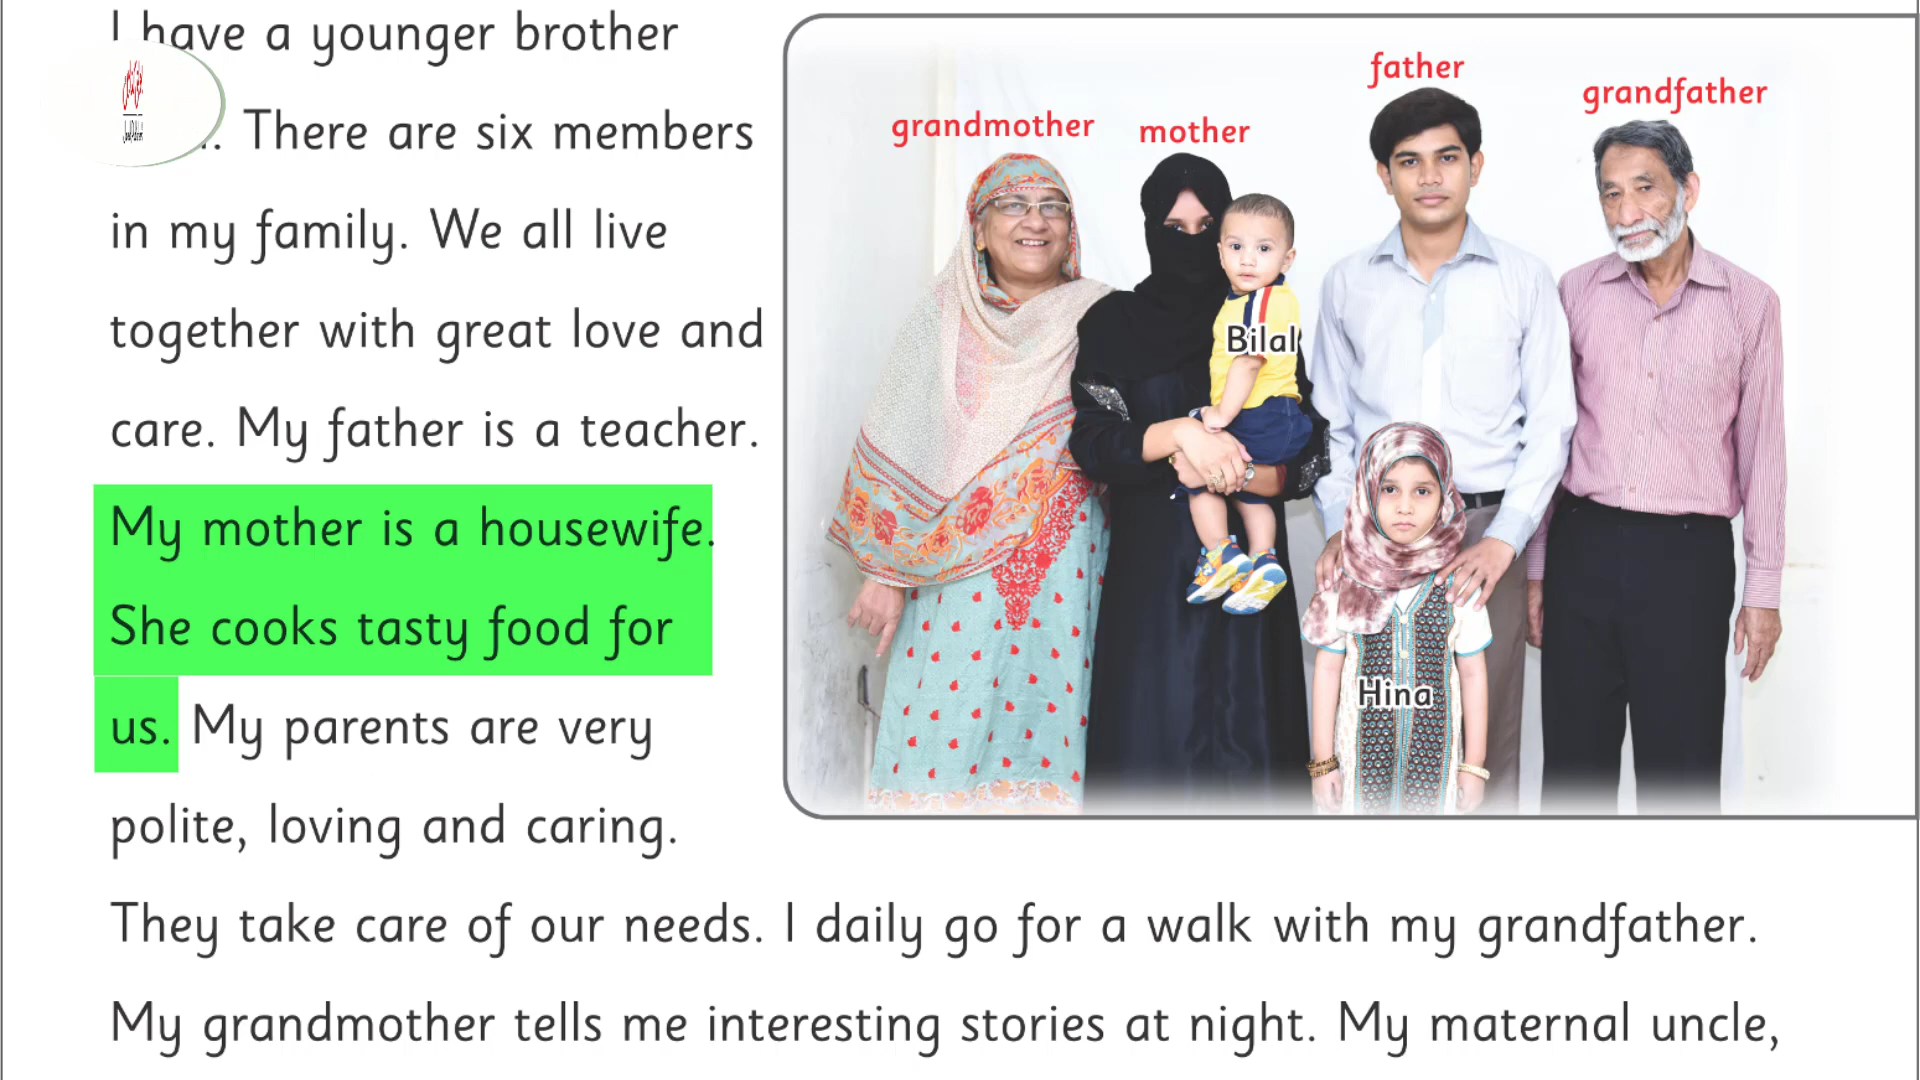 I have a younger brother
There are six members
in my family. We all live
together with great love and
care. My father is a teacher.
My mother is a housewife.
She cooks tasty food for
us. My parents are very
polite, loving and caring.
They take care of our needs. I daily go for a walk with my grandfather.
My grandmother tells me interesting stories at night. My maternal uncle,
grandmother
mother
father
grandfather
Bilal
Hina